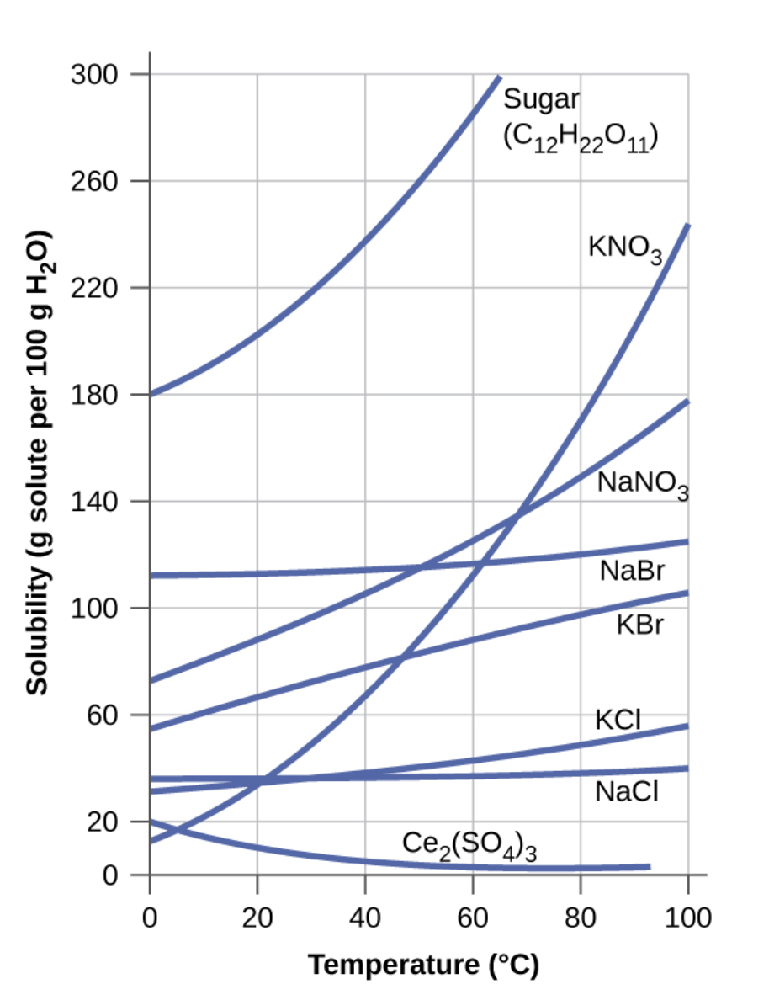 300
Sugar
(C₁₂H₂₂O₁₁)
260
KNO₃
220
180
NaNO₃
140
NaBr
100
KBr
60
KCl
NaCl
20
Ce₂(SO₄)₃
0
Solubility (g solute per 100 g H₂O)
0 20 40 60 80 100
Temperature (°C)